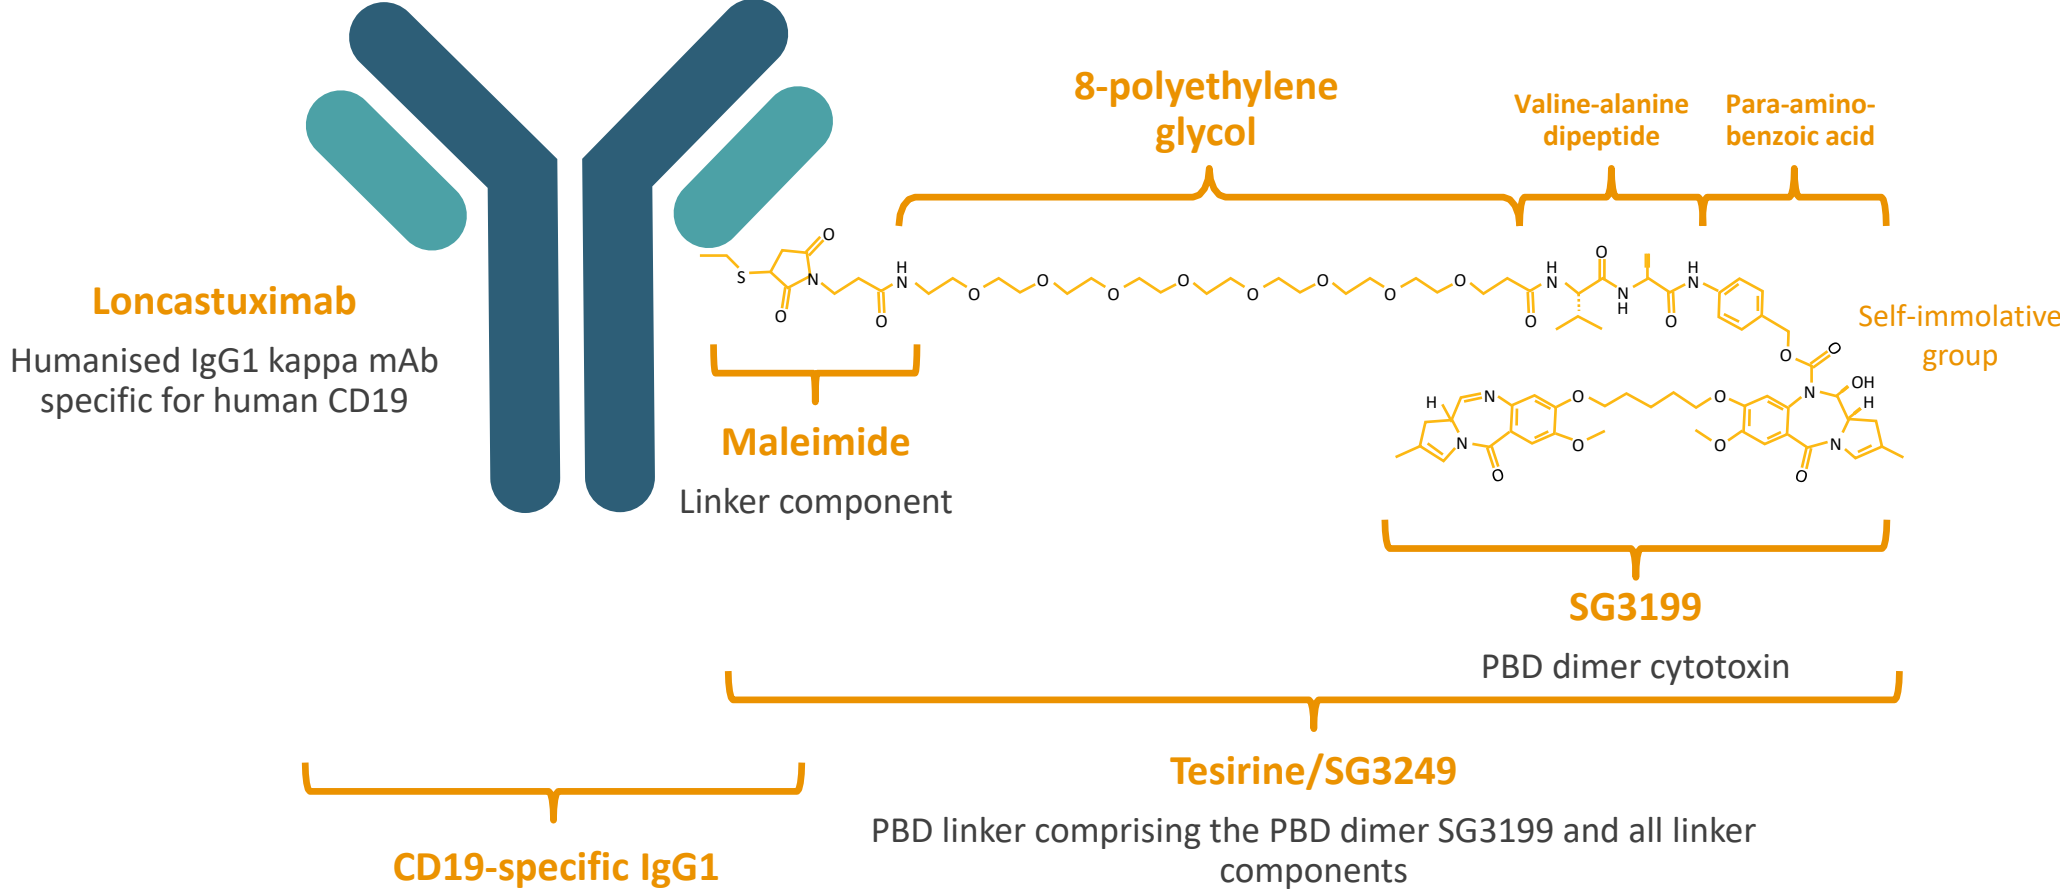 8-polyethylene
glycol
Valine-alanine
dipeptide
Para-amino-
benzoic acid
Loncastuximab
Humanised IgG1 kappa mAb
specific for human CD19
S
O
O
N
O
H
N
O
O
O
O
O
O
O
O
O
H
N
O
N
H
O
H
N
O
O
O
Self-immolative
group
Maleimide
Linker component
H
N
N
O
O
O
O
O
N
OH
H
N
O
SG3199
PBD dimer cytotoxin
Tesirine/SG3249
PBD linker comprising the PBD dimer SG3199 and all linker
components
CD19-specific IgG1